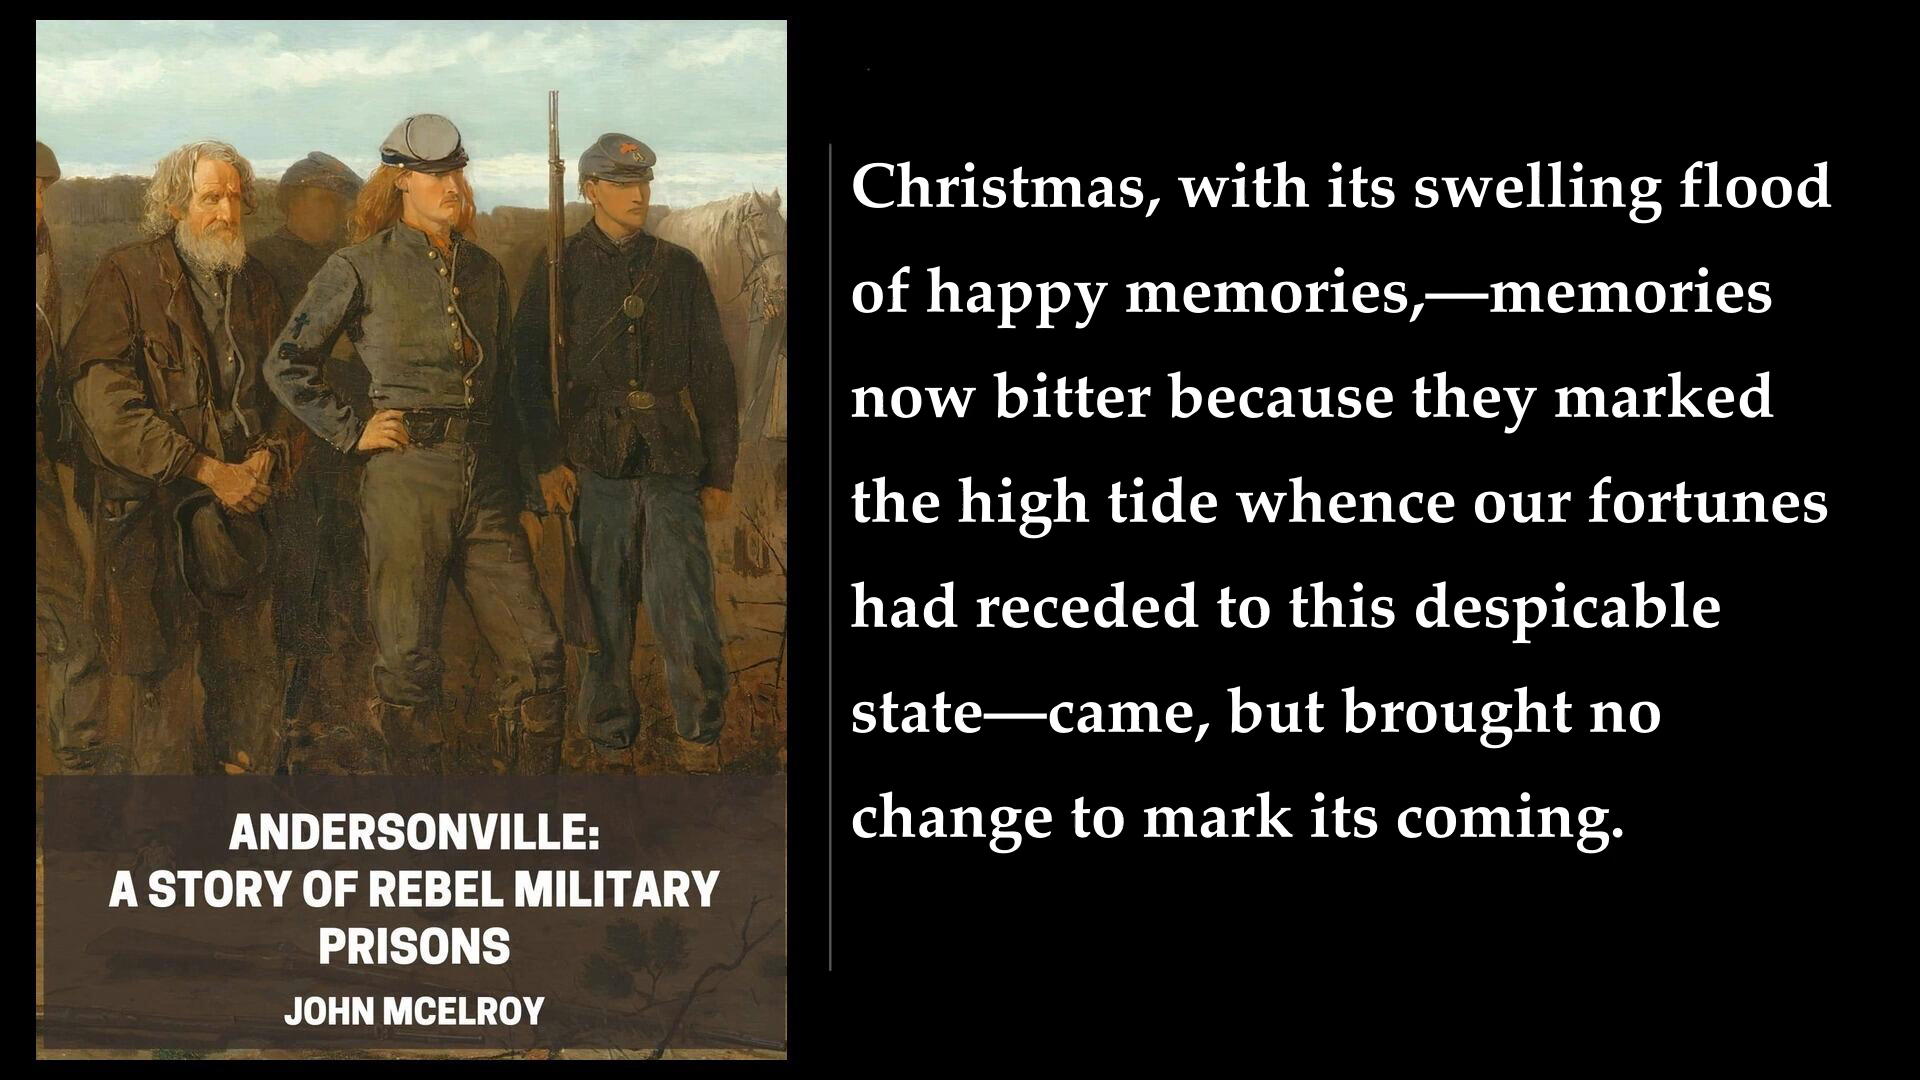 ANDERSONVILLE:
A STORY OF REBEL MILITARY
PRISONS
JOHN MCELROY
Christmas, with its swelling flood
of happy memories,—memories
now bitter because they marked
the high tide whence our fortunes
had receded to this despicable
state—came, but brought no
change to mark its coming.